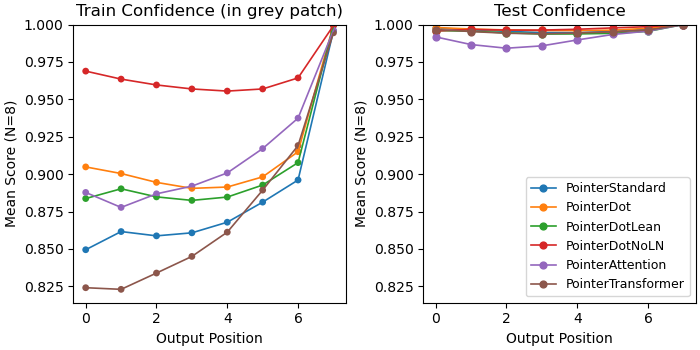 Train Confidence (in grey patch)
Mean Score (N=8)
1.000
0.975
0.950
0.925
0.900
0.875
0.850
0.825
0 2 4 6
Output Position
Test Confidence
Mean Score (N=8)
1.000
0.975
0.950
0.925
0.900
0.875
0.850
0.825
PointerStandard
PointerDot
PointerDotLean
PointerDotNoLN
PointerAttention
PointerTransformer
0 2 4 6
Output Position